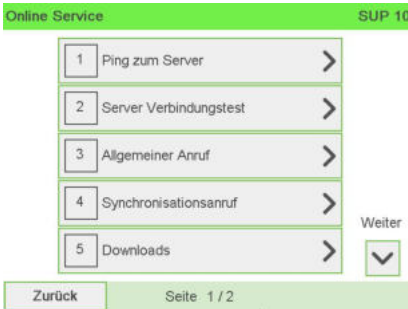 Online Service SUP 10
1 Ping zum Server
2 Server Verbindungstest
3 Allgemeiner Anruf
4 Synchronisationsanruf
Weiter
5 Downloads
Zurück Seite 1 / 2